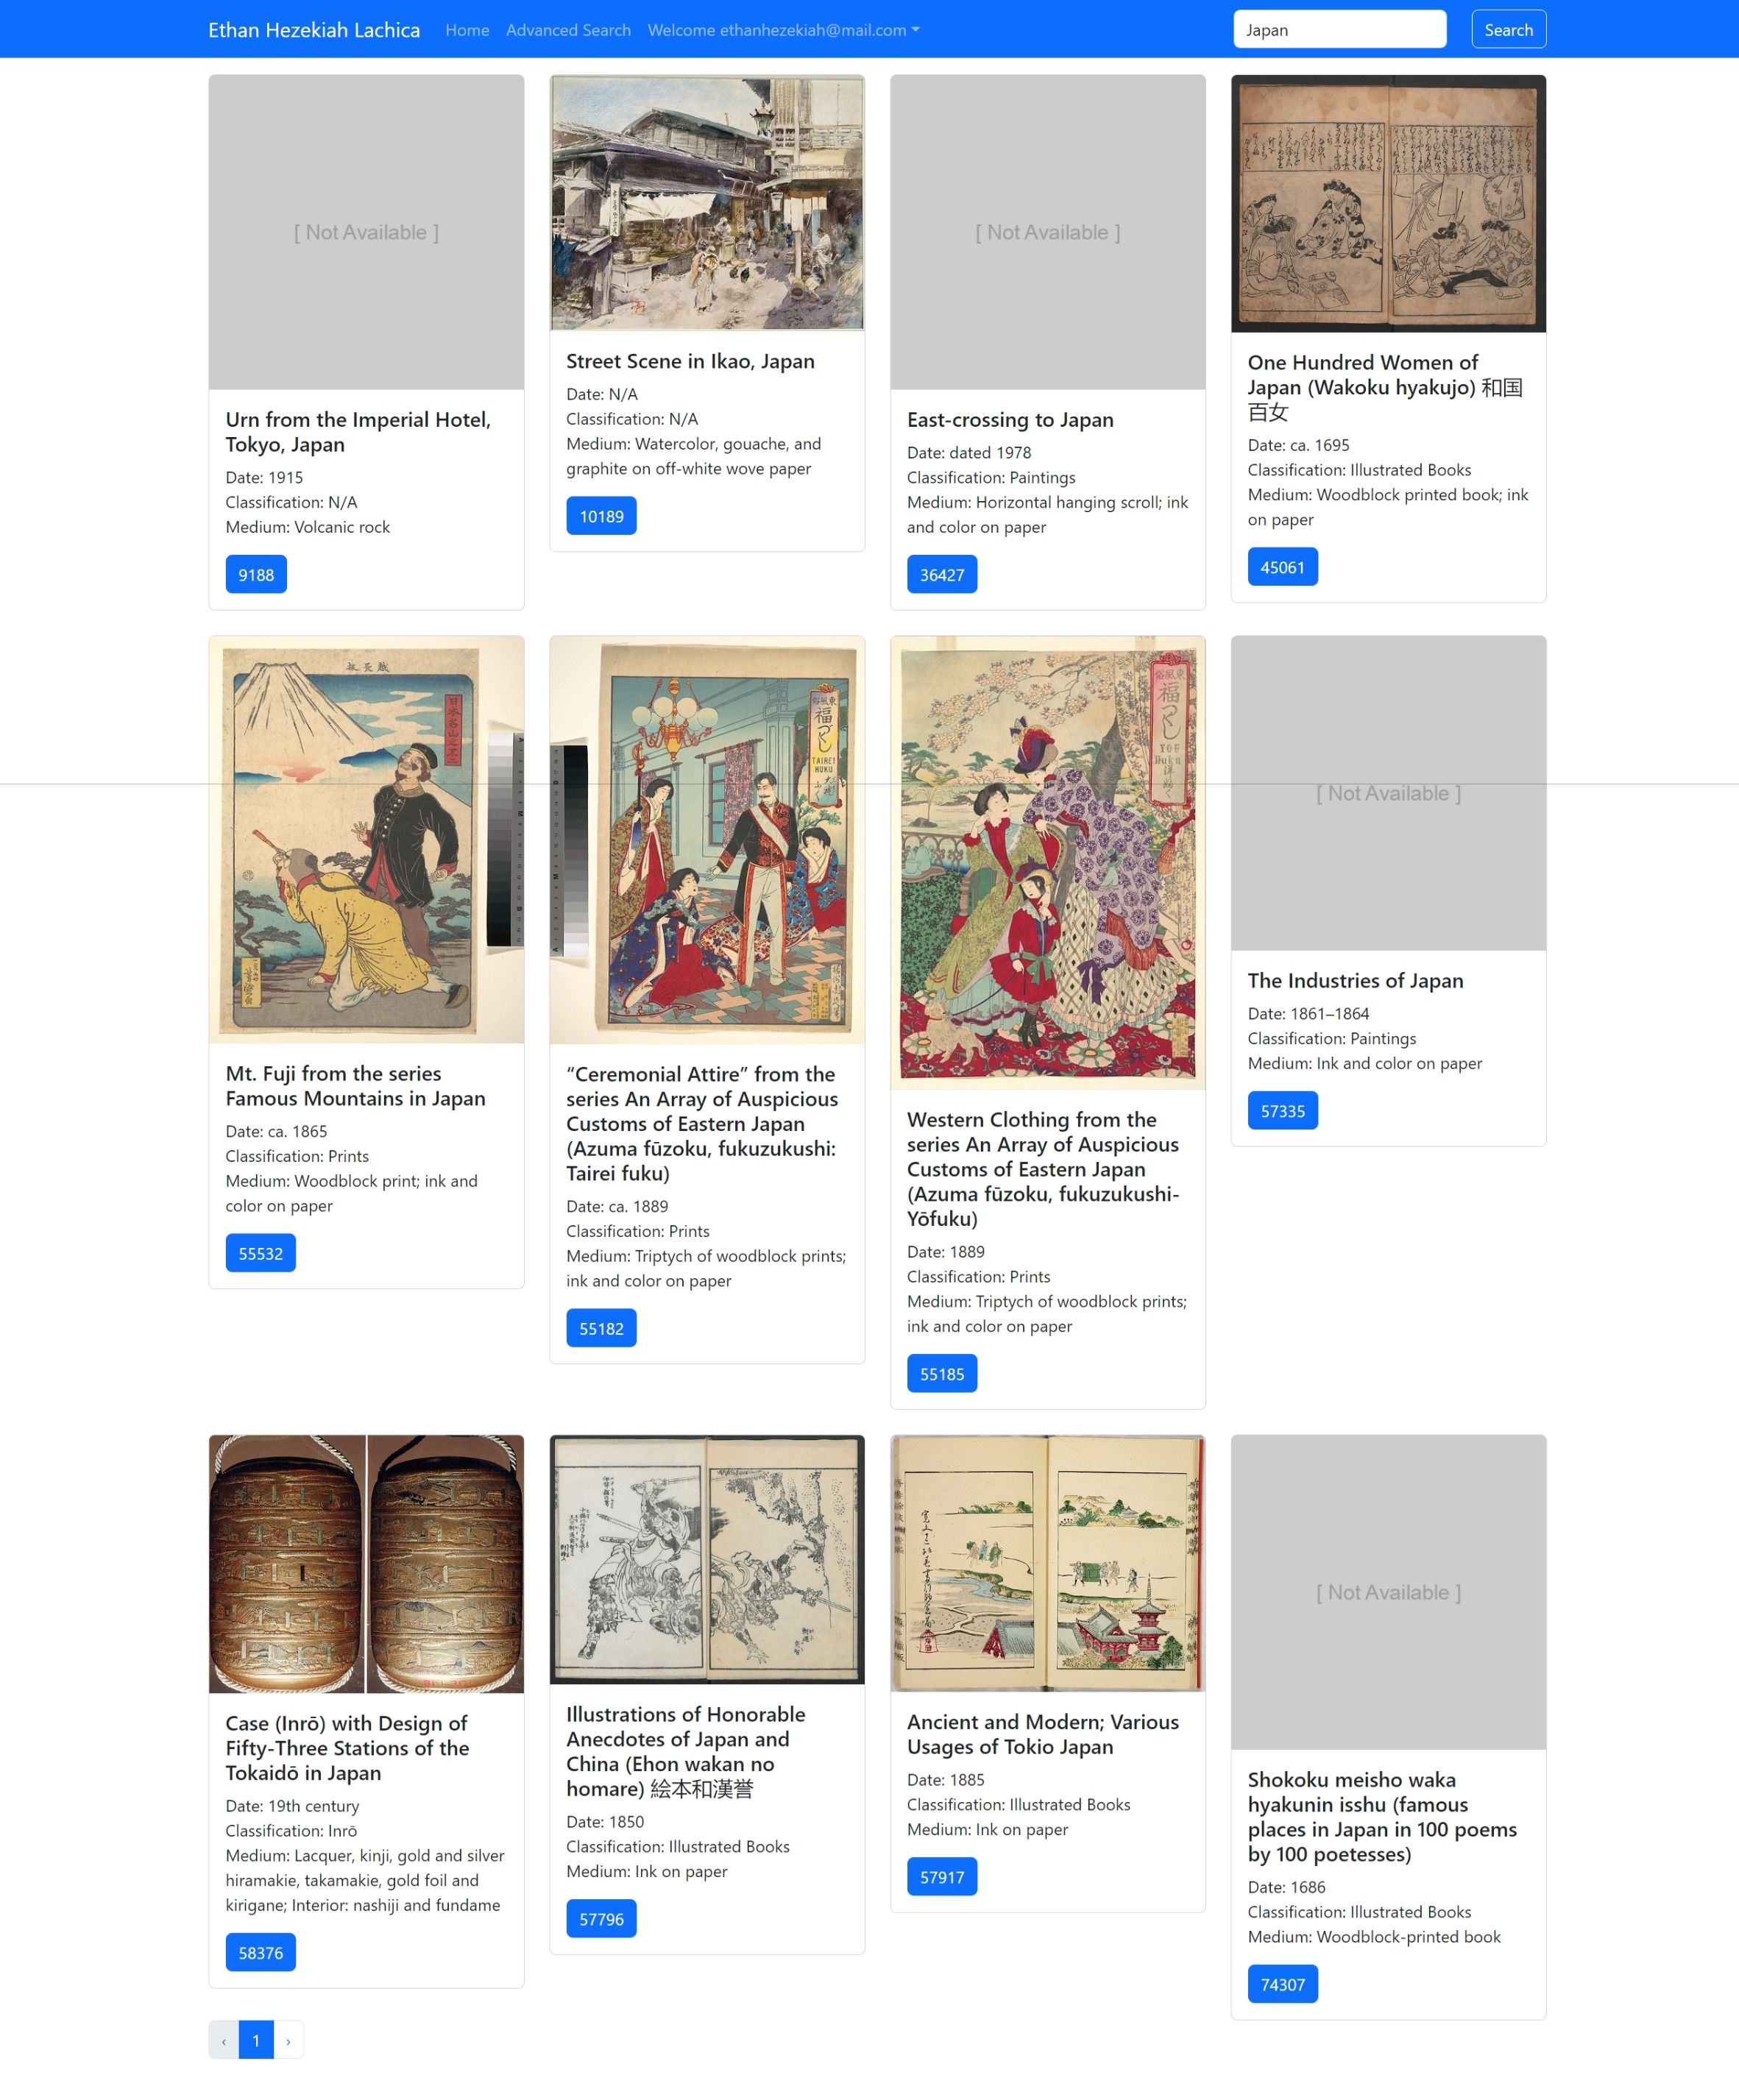 Ethan Hezekiah Lachica Home Advanced Search Welcome ethanhezekiah@mail.com Japan Search
[ Not Available ]
Urn from the Imperial Hotel,
Tokyo, Japan
Date: 1915
Classification: N/A
Medium: Volcanic rock
9188
Street Scene in Ikao, Japan
Date: N/A
Classification: N/A
Medium: Watercolor, gouache, and
graphite on off-white wove paper
10189
[ Not Available ]
East-crossing to Japan
Date: dated 1978
Classification: Paintings
Medium: Horizontal hanging scroll; ink
and color on paper
36427
One Hundred Women of
Japan (Wakoku hyakujo) 和国
百女
Date: ca. 1695
Classification: Illustrated Books
Medium: Woodblock printed book; ink
on paper
45061
Mt. Fuji from the series
Famous Mountains in Japan
Date: ca. 1865
Classification: Prints
Medium: Woodblock print; ink and
color on paper
55532
福づくし
TAIREI
HUKU
“Ceremonial Attire” from the
series An Array of Auspicious
Customs of Eastern Japan
(Azuma fūzoku, fukuzukushi:
Tairei fuku)
Date: ca. 1889
Classification: Prints
Medium: Triptych of woodblock prints;
ink and color on paper
55182
福づくし
YOU
Huku
Western Clothing from the
series An Array of Auspicious
Customs of Eastern Japan
(Azuma fūzoku, fukuzukushi-
Yōfuku)
Date: 1889
Classification: Prints
Medium: Triptych of woodblock prints;
ink and color on paper
55185
[ Not Available ]
The Industries of Japan
Date: 1861–1864
Classification: Paintings
Medium: Ink and color on paper
57335
Case (Inrō) with Design of
Fifty-Three Stations of the
Tokaidō in Japan
Date: 19th century
Classification: Inrō
Medium: Lacquer, kinji, gold and silver
hiramakie, takamakie, gold foil and
kirigane; Interior: nashiji and fundame
58376
Illustrations of Honorable
Anecdotes of Japan and
China (Ehon wakan no
homare) 絵本和漢誉
Date: 1850
Classification: Illustrated Books
Medium: Ink on paper
57796
Ancient and Modern; Various
Usages of Tokio Japan
Date: 1885
Classification: Illustrated Books
Medium: Ink on paper
57917
[ Not Available ]
Shokoku meisho waka
hyakunin isshu (famous
places in Japan in 100 poems
by 100 poetesses)
Date: 1686
Classification: Illustrated Books
Medium: Woodblock-printed book
74307
‹ 1 ›